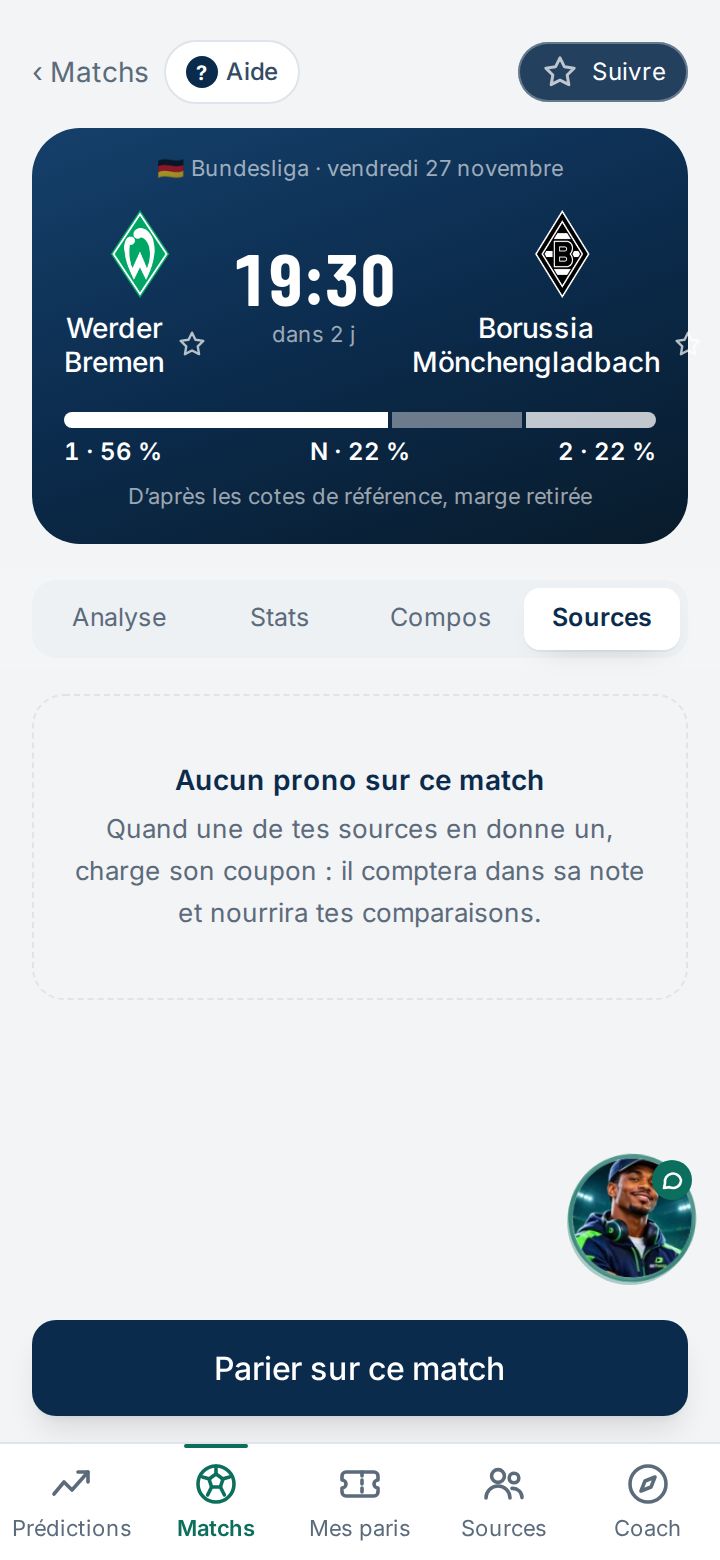 ‹ Matchs
? Aide
Suivre
Bundesliga · vendredi 27 novembre
19:30
dans 2 j
Werder
Bremen
Borussia
Mönchengladbach
1 · 56 %
N · 22 %
2 · 22 %
D’après les cotes de référence, marge retirée
Analyse
Stats
Compos
Sources
Aucun prono sur ce match
Quand une de tes sources en donne un,
charge son coupon : il comptera dans sa note
et nourrira tes comparaisons.
Parier sur ce match
Prédictions
Matchs
Mes paris
Sources
Coach